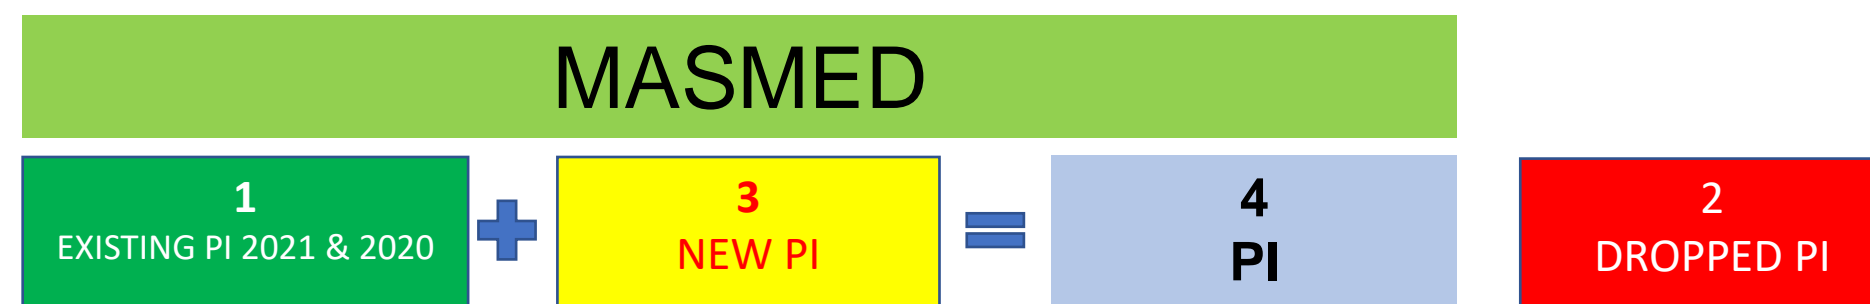 MASMED
1
EXISTING PI 2021 & 2020
3
NEW PI
4
PI
2
DROPPED PI